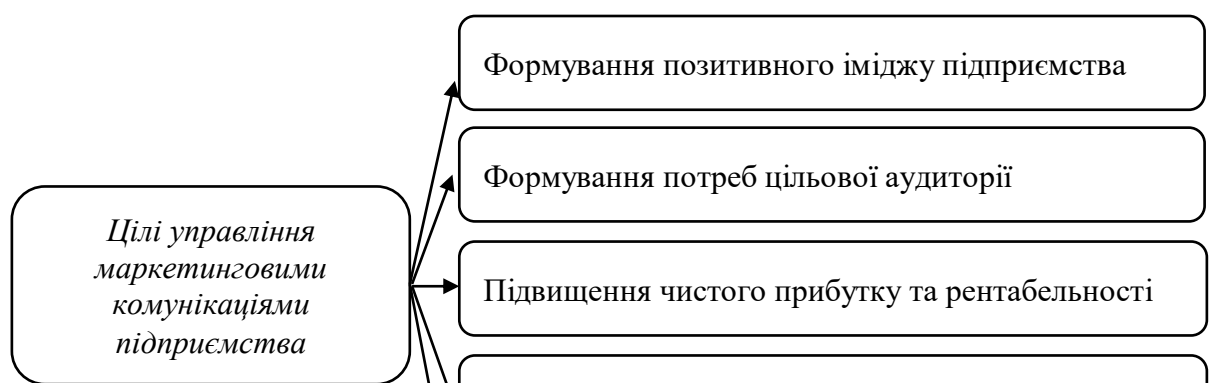 Формування позитивного іміджу підприємства
Формування потреб цільової аудиторії
Цілі управління
маркетинговими
комунікаціями
підприємства
Підвищення чистого прибутку та рентабельності